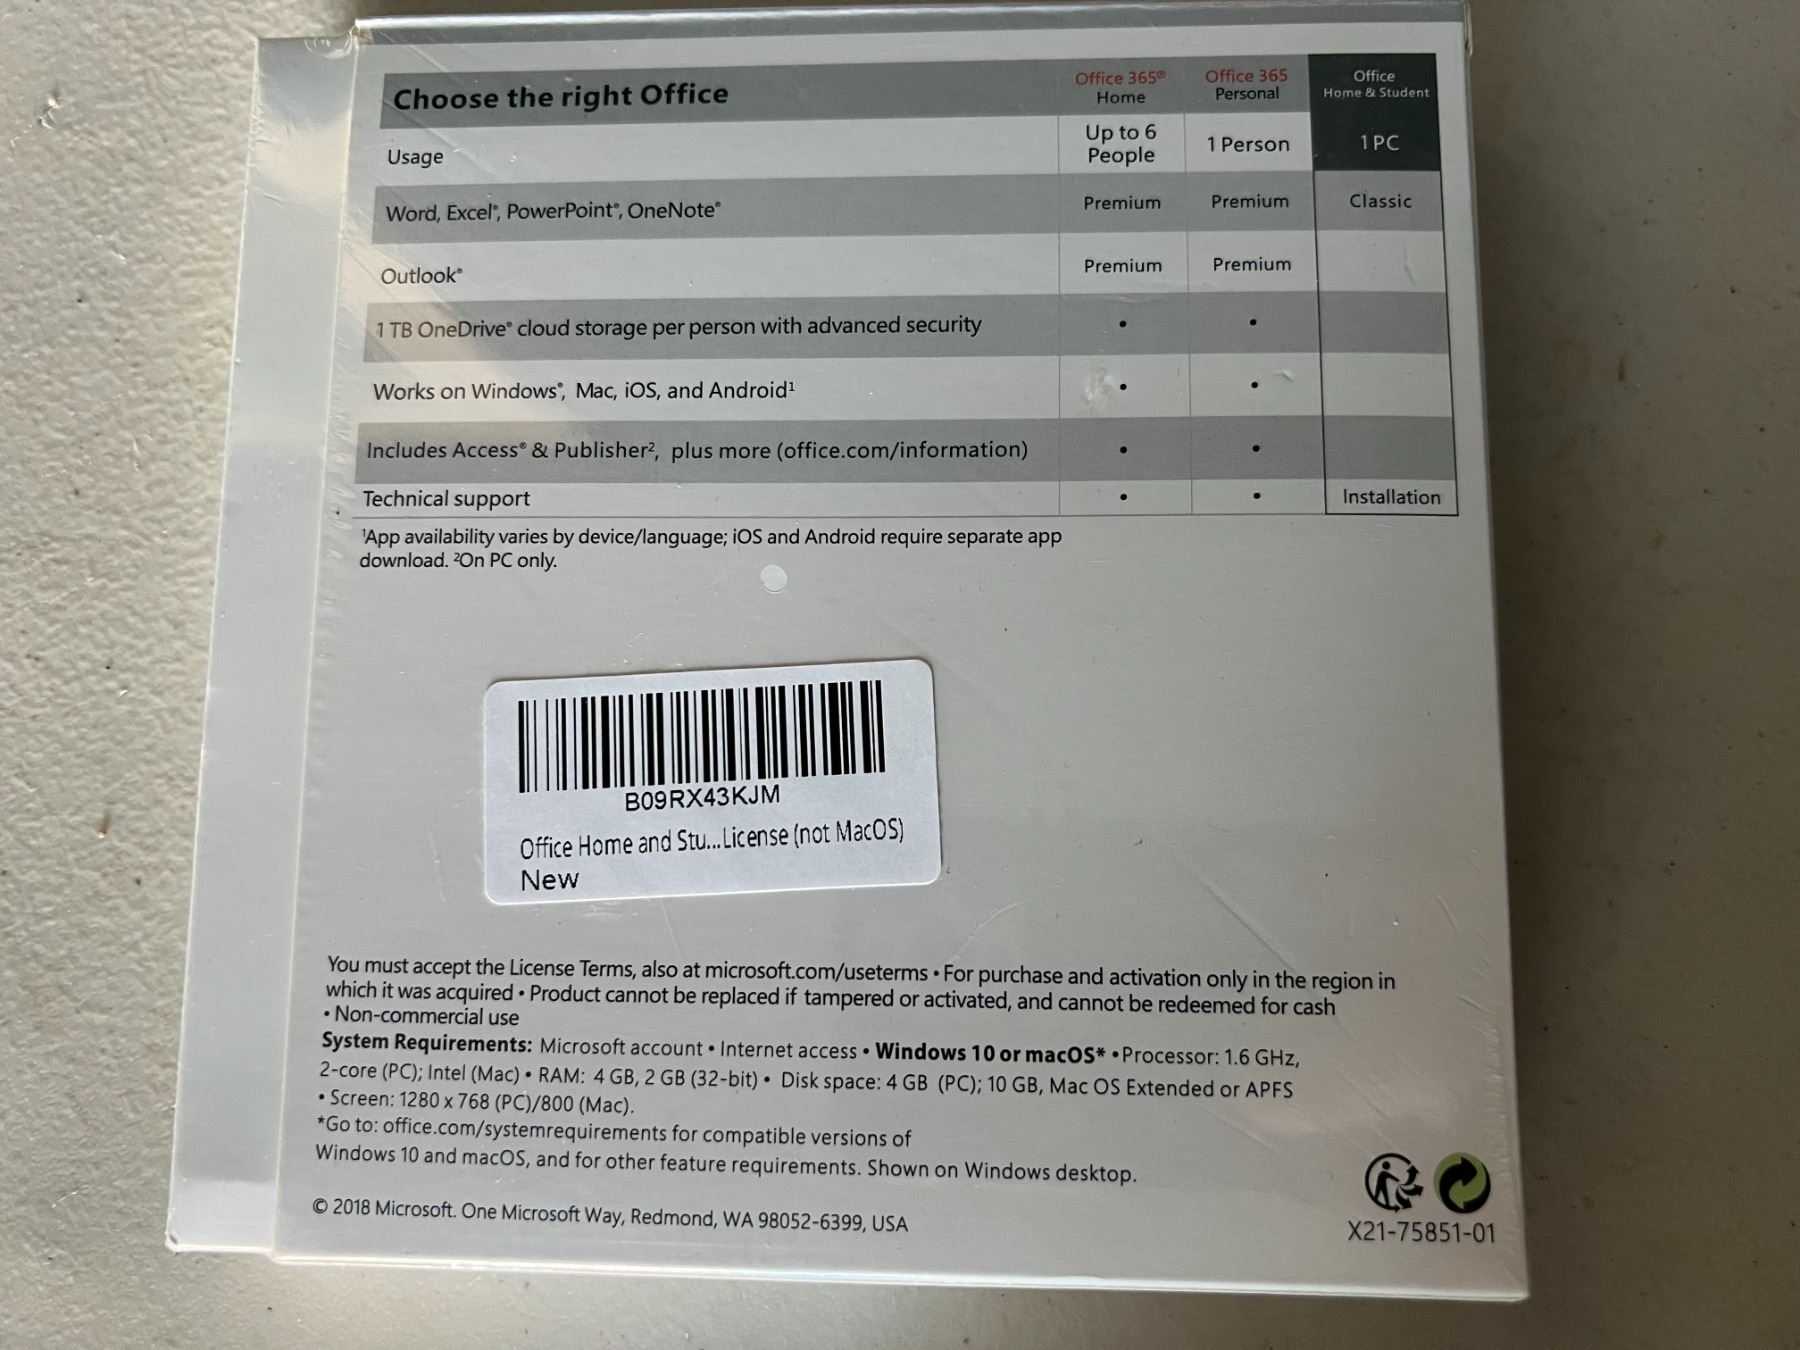 Choose the right Office
Office 365® Home
Office 365 Personal
Office Home & Student
Usage
Up to 6 People
1 Person
1 PC
Word, Excel®, PowerPoint®, OneNote®
Premium
Premium
Classic
Outlook®
Premium
Premium
1 TB OneDrive® cloud storage per person with advanced security
•
•
Works on Windows®, Mac, iOS, and Android¹
•
•
Includes Access® & Publisher², plus more (office.com/information)
•
•
Technical support
•
•
Installation
¹App availability varies by device/language; iOS and Android require separate app
download. ²On PC only.
B09RX43KJM
Office Home and Stu...License (not MacOS)
New
You must accept the License Terms, also at microsoft.com/useterms • For purchase and activation only in the region in
which it was acquired • Product cannot be replaced if tampered or activated, and cannot be redeemed for cash
• Non-commercial use
System Requirements: Microsoft account • Internet access • Windows 10 or macOS* • Processor: 1.6 GHz,
2-core (PC); Intel (Mac) • RAM: 4 GB, 2 GB (32-bit) • Disk space: 4 GB (PC); 10 GB, Mac OS Extended or APFS
• Screen: 1280 x 768 (PC)/800 (Mac).
*Go to: office.com/systemrequirements for compatible versions of
Windows 10 and macOS, and for other feature requirements. Shown on Windows desktop.
© 2018 Microsoft. One Microsoft Way, Redmond, WA 98052-6399, USA
X21-75851-01